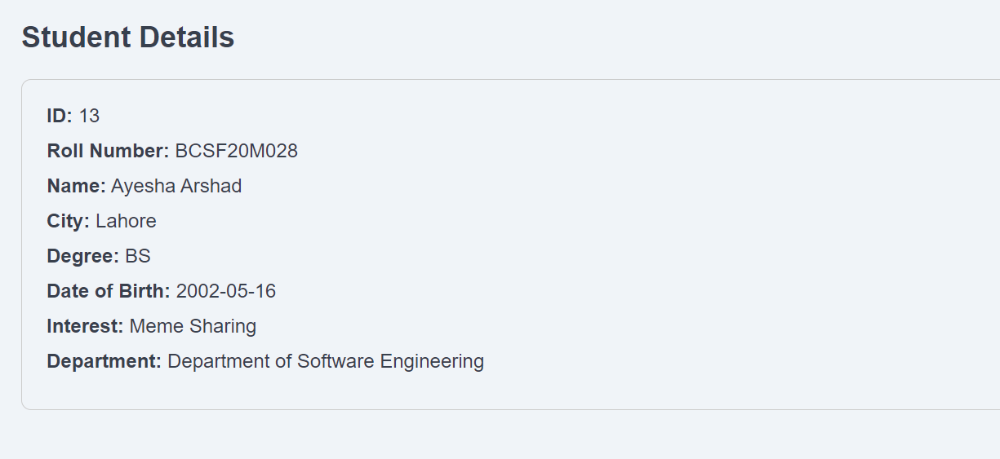 Student Details
ID: 13
Roll Number: BCSF20M028
Name: Ayesha Arshad
City: Lahore
Degree: BS
Date of Birth: 2002-05-16
Interest: Meme Sharing
Department: Department of Software Engineering